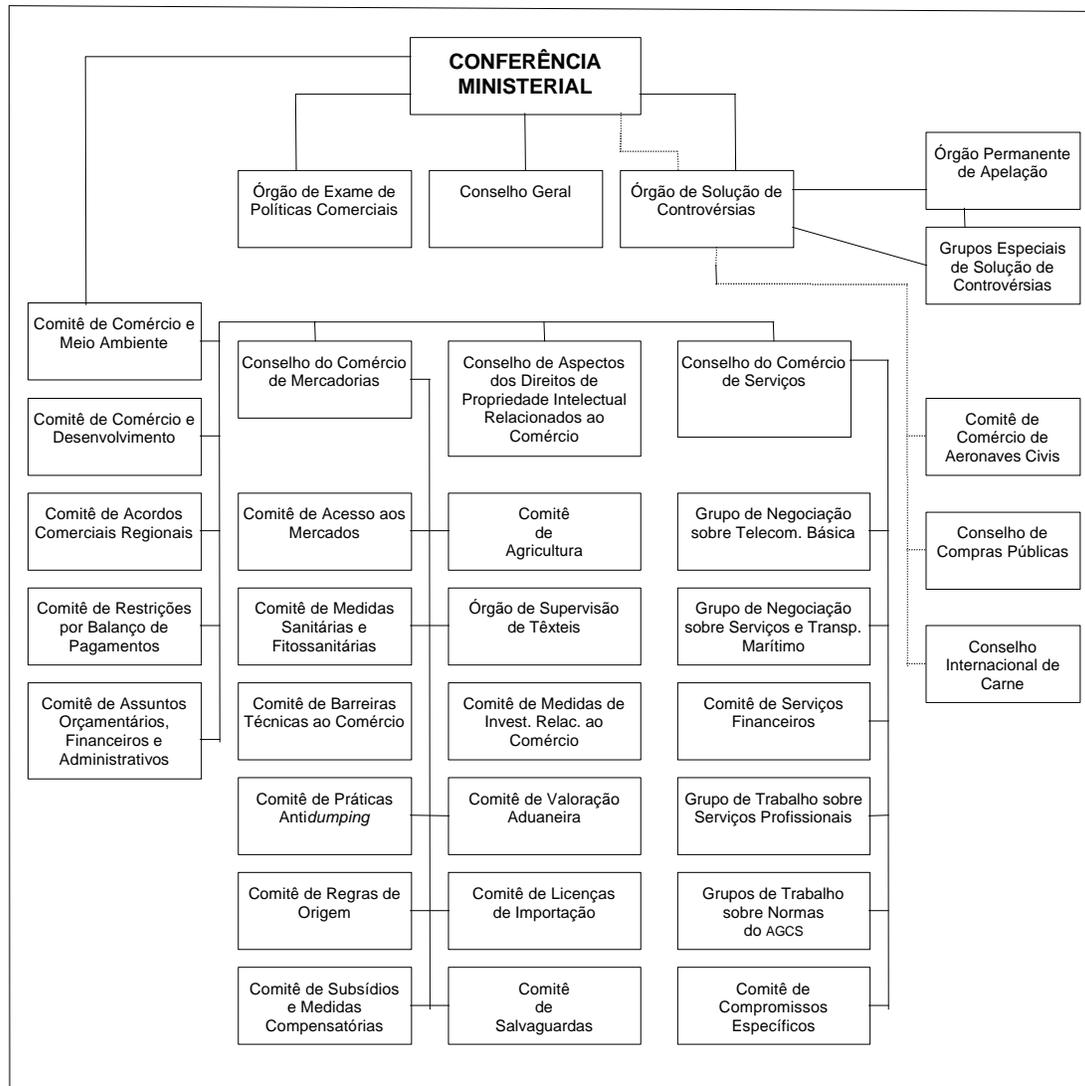 CONFERÊNCIA
MINISTERIAL
Órgão de Exame de
Políticas Comerciais
Conselho Geral
Órgão de Solução de
Controvérsias
Órgão Permanente
de Apelação
Grupos Especiais
de Solução de
Controvérsias
Comitê de Comércio e
Meio Ambiente
Conselho do Comércio
de Mercadorias
Conselho de Aspectos
dos Direitos de
Propriedade Intelectual
Relacionados ao
Comércio
Conselho do Comércio
de Serviços
Comitê de Comércio e
Desenvolvimento
Comitê de
Comércio de
Aeronaves Civis
Comitê de Acordos
Comerciais Regionais
Comitê de Acesso aos
Mercados
Comitê
de
Agricultura
Grupo de Negociação
sobre Telecom. Básica
Conselho de
Compras Públicas
Comitê de Restrições
por Balanço de
Pagamentos
Comitê de Medidas
Sanitárias e
Fitossanitárias
Órgão de Supervisão
de Têxteis
Grupo de Negociação
sobre Serviços e Transp.
Marítimo
Conselho
Internacional de
Carne
Comitê de Assuntos
Orçamentários,
Financeiros e
Administrativos
Comitê de Barreiras
Técnicas ao Comércio
Comitê de Medidas de
Invest. Relac. ao
Comércio
Comitê de Serviços
Financeiros
Comitê de Práticas
Antidumping
Comitê de Valoração
Aduaneira
Grupo de Trabalho sobre
Serviços Profissionais
Comitê de Regras de
Origem
Comitê de Licenças
de Importação
Grupos de Trabalho
sobre Normas
do AGCS
Comitê de Subsídios
e Medidas
Compensatórias
Comitê
de
Salvaguardas
Comitê de
Compromissos
Específicos